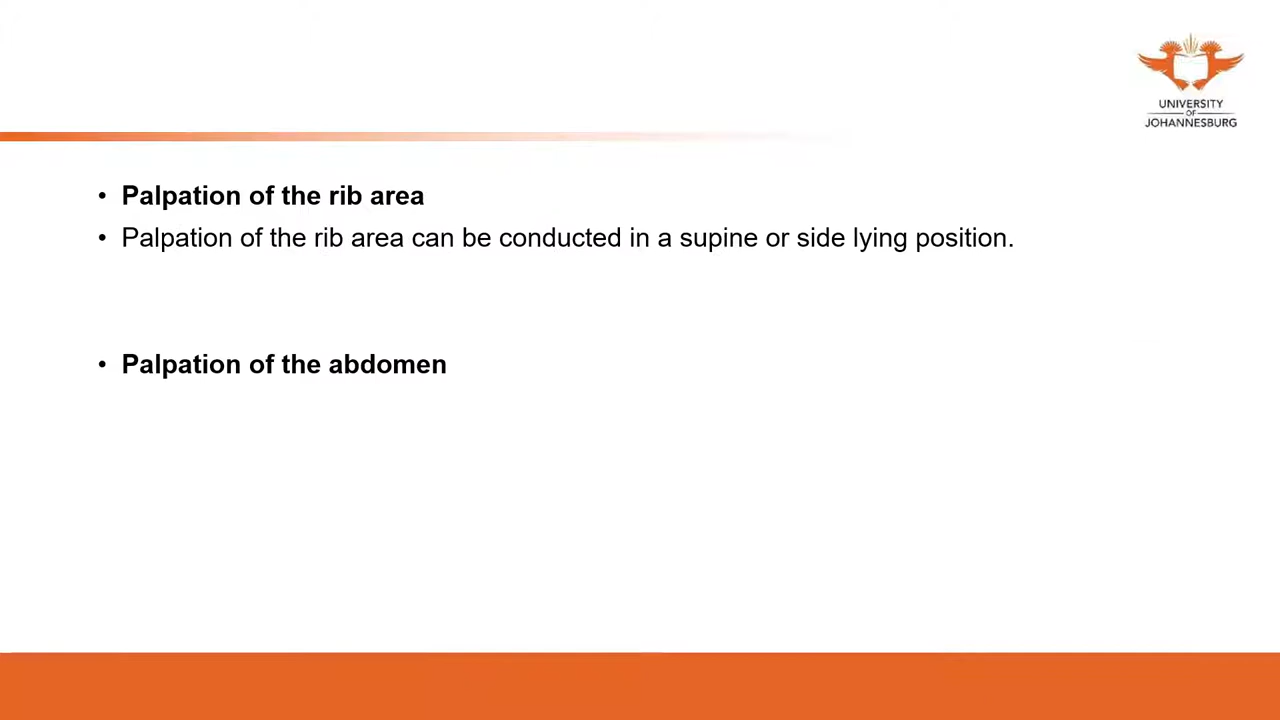 UNIVERSITY
OF
JOHANNESBURG
• Palpation of the rib area
• Palpation of the rib area can be conducted in a supine or side lying position.
• Palpation of the abdomen